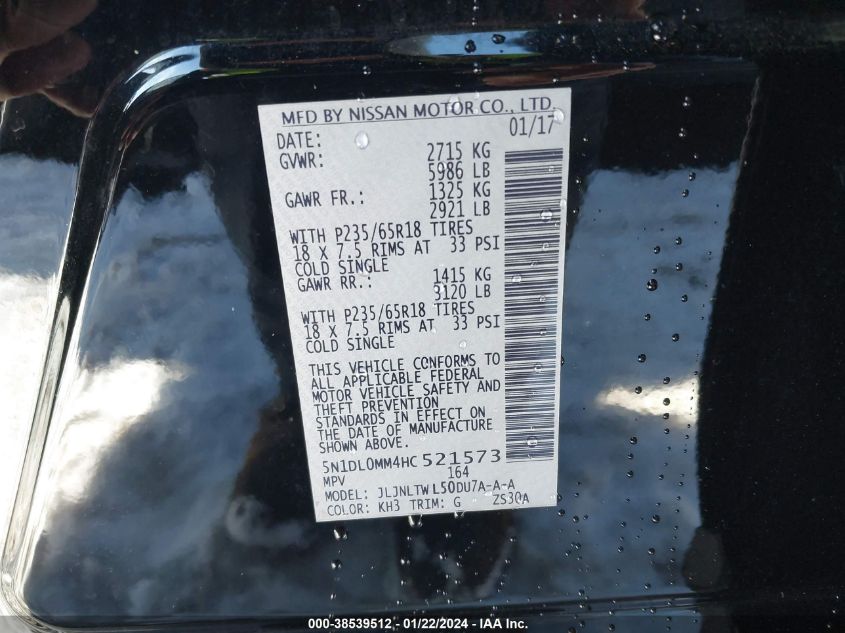 MFD BY NISSAN MOTOR CO., LTD.
DATE: 01/17
GVWR: 2715 KG
5986 LB
GAWR FR.: 1325 KG
2921 LB
WITH P235/65R18 TIRES
18 X 7.5 RIMS AT 33 PSI
COLD SINGLE
GAWR RR.: 1415 KG
3120 LB
WITH P235/65R18 TIRES
18 X 7.5 RIMS AT 33 PSI
COLD SINGLE
THIS VEHICLE CONFORMS TO
ALL APPLICABLE FEDERAL
MOTOR VEHICLE SAFETY AND
THEFT PREVENTION
STANDARDS IN EFFECT ON
THE DATE OF MANUFACTURE
SHOWN ABOVE.
5N1DL0MM4HC521573
MPV 164
MODEL: JLJNLTWL50DU7A-A-A
COLOR: KH3 TRIM: G ZS30A
000-38539512 - 01/22/2024 - IAA Inc.